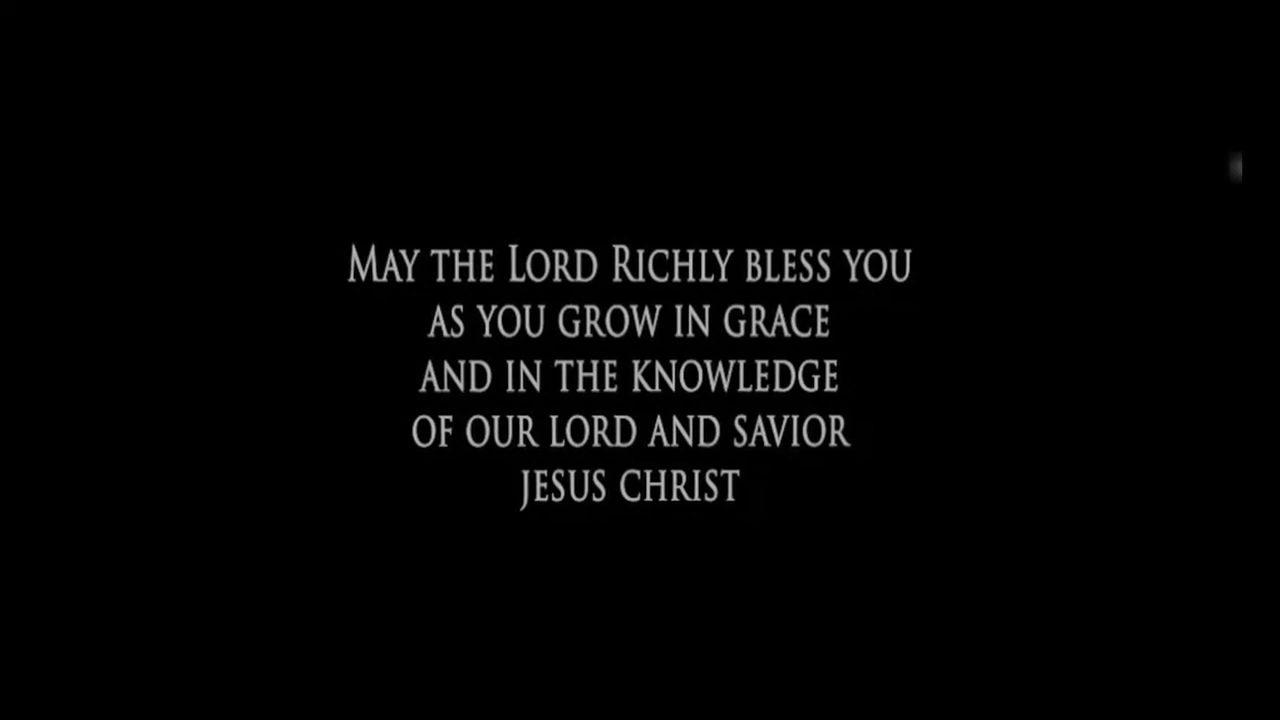 May the Lord Richly bless you
as you grow in grace
and in the knowledge
of our Lord and Savior
Jesus Christ